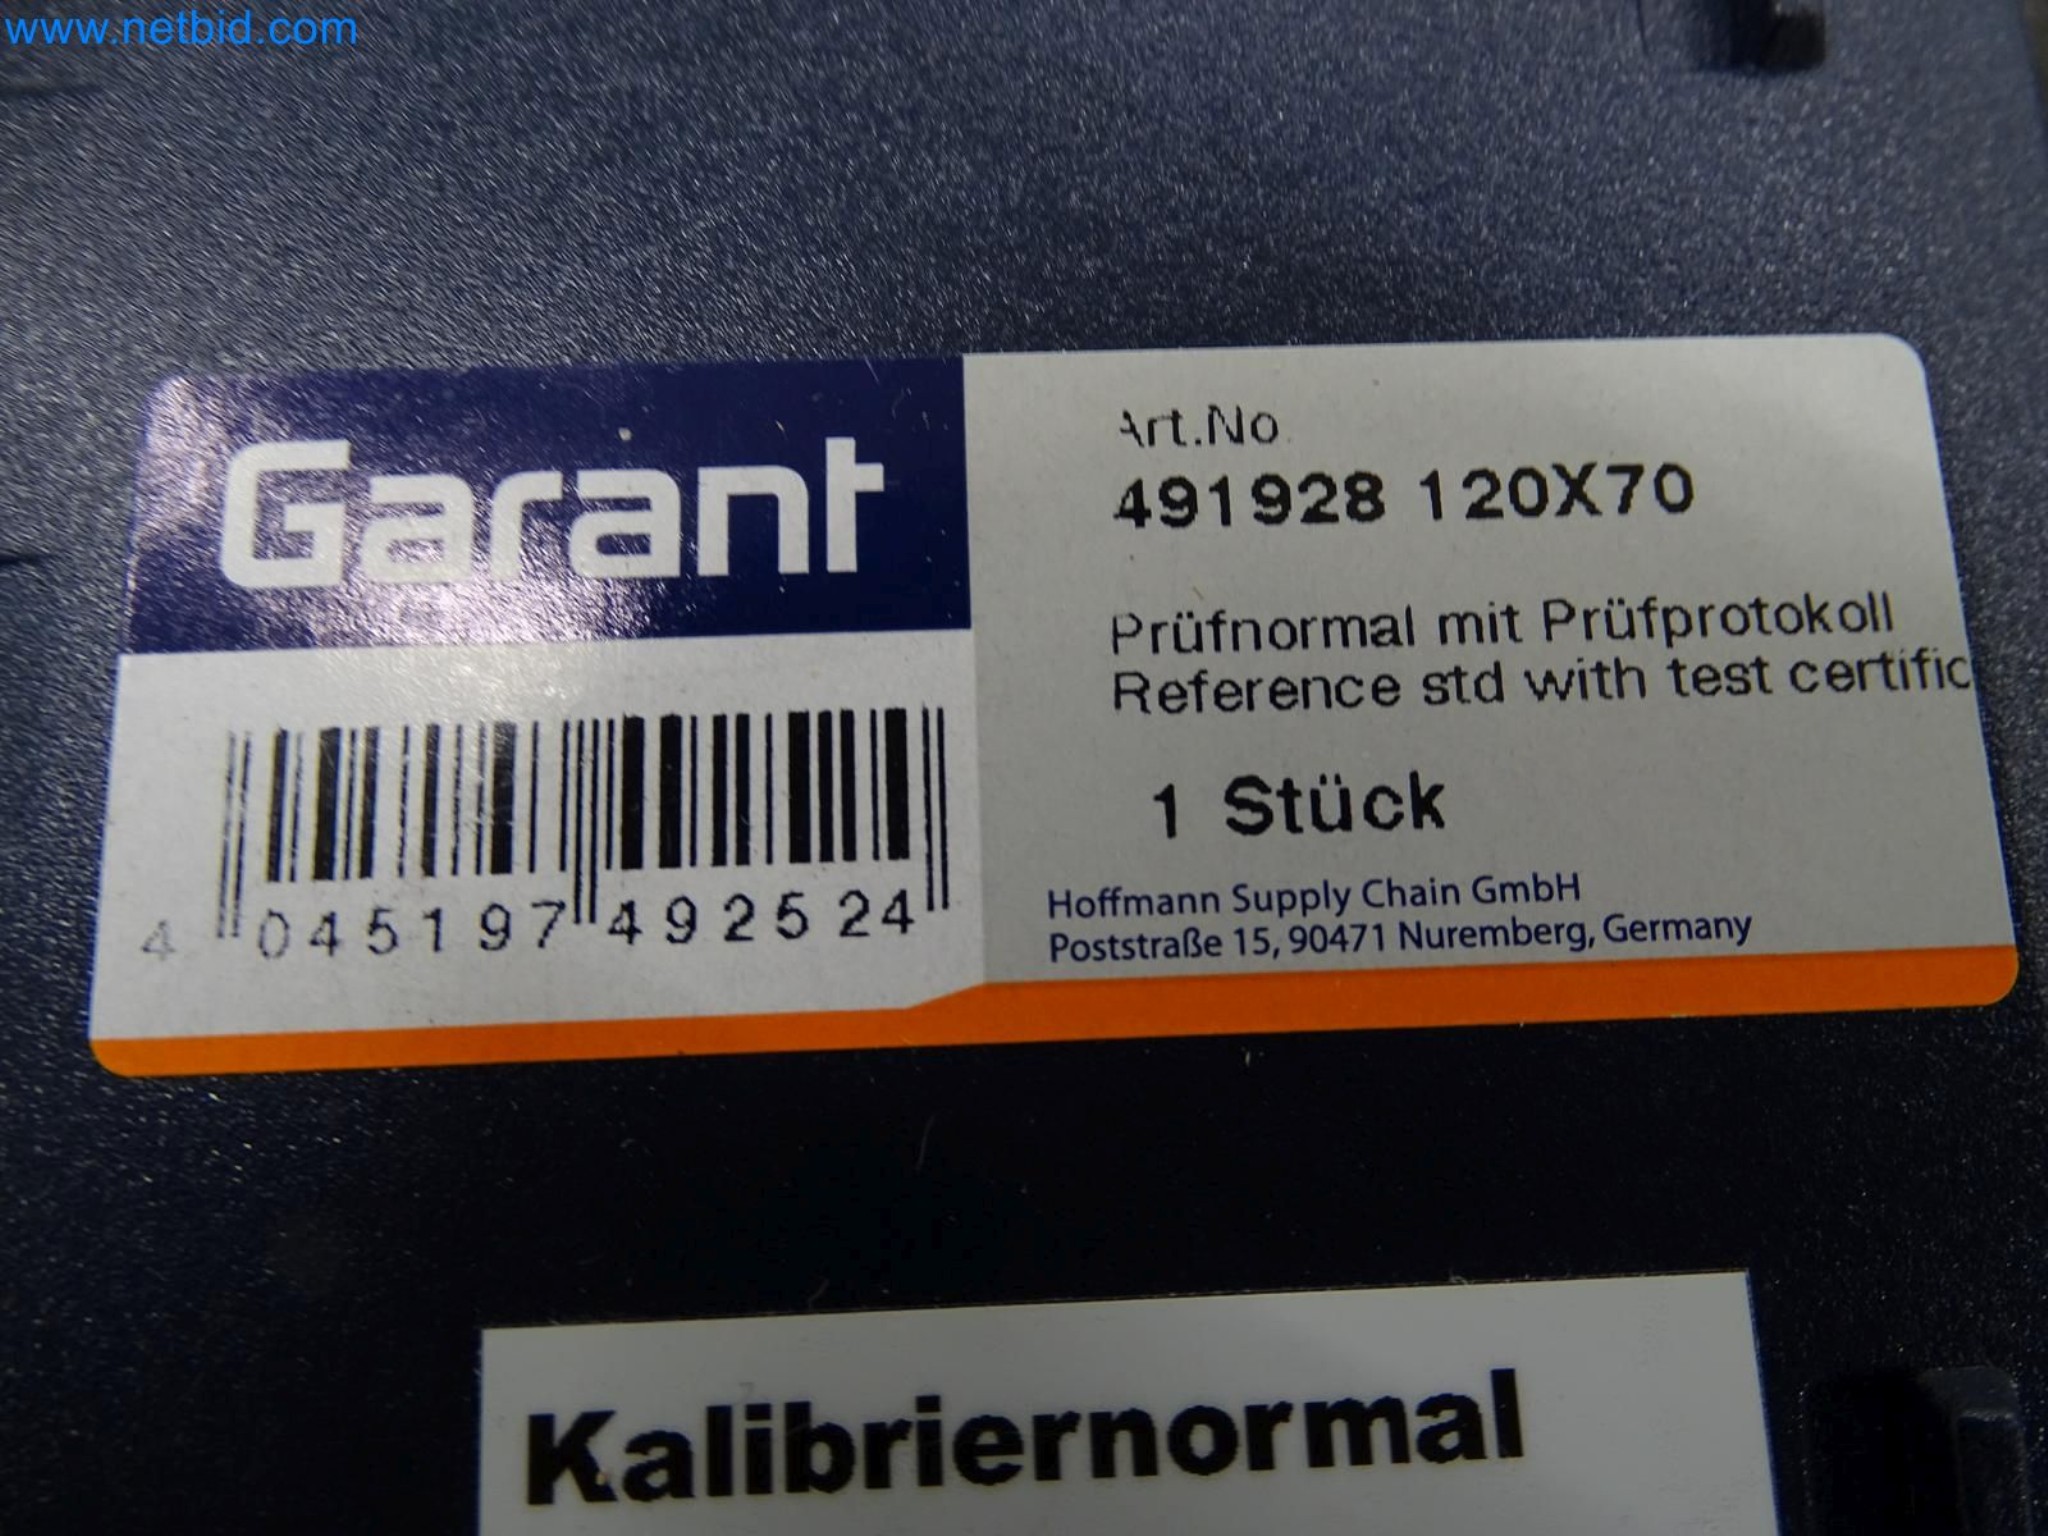 www.netbid.com
Garant
Art.No
491928 120X70
Prüfnormal mit Prüfprotokoll
Reference std with test certific
1 Stück
Hoffmann Supply Chain GmbH
Poststraße 15, 90471 Nuremberg, Germany
4 045197 492524
Kalibriernormal